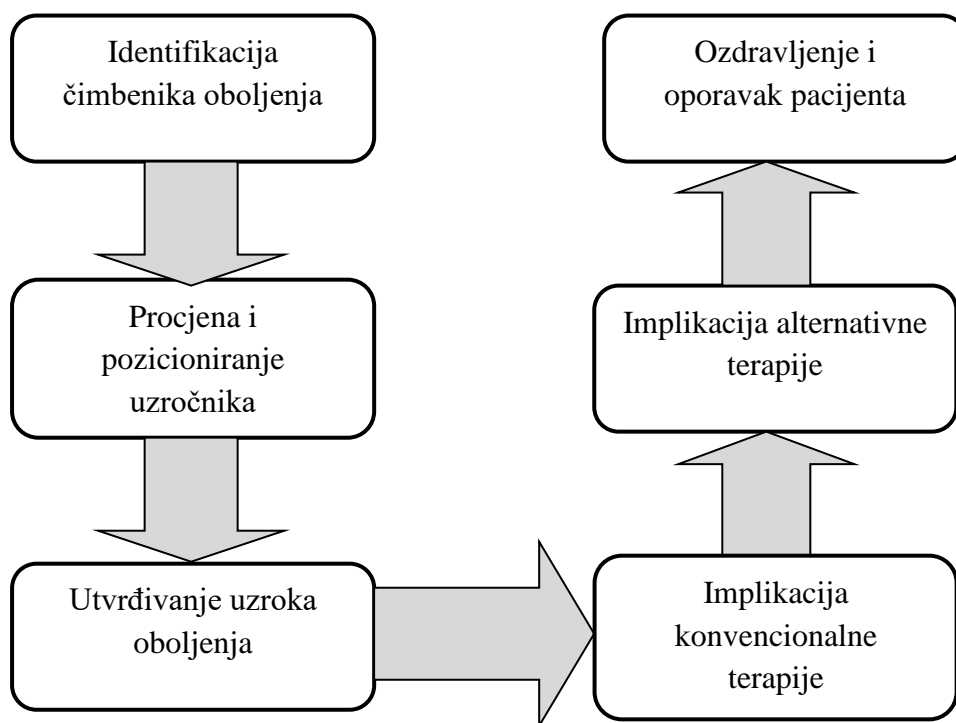 Identifikacija
čimbenika oboljenja
Procjena i
pozicioniranje
uzročnika
Utvrđivanje uzroka
oboljenja
Implikacija
konvencionalne
terapije
Implikacija alternativne
terapije
Ozdravljenje i
oporavak pacijenta